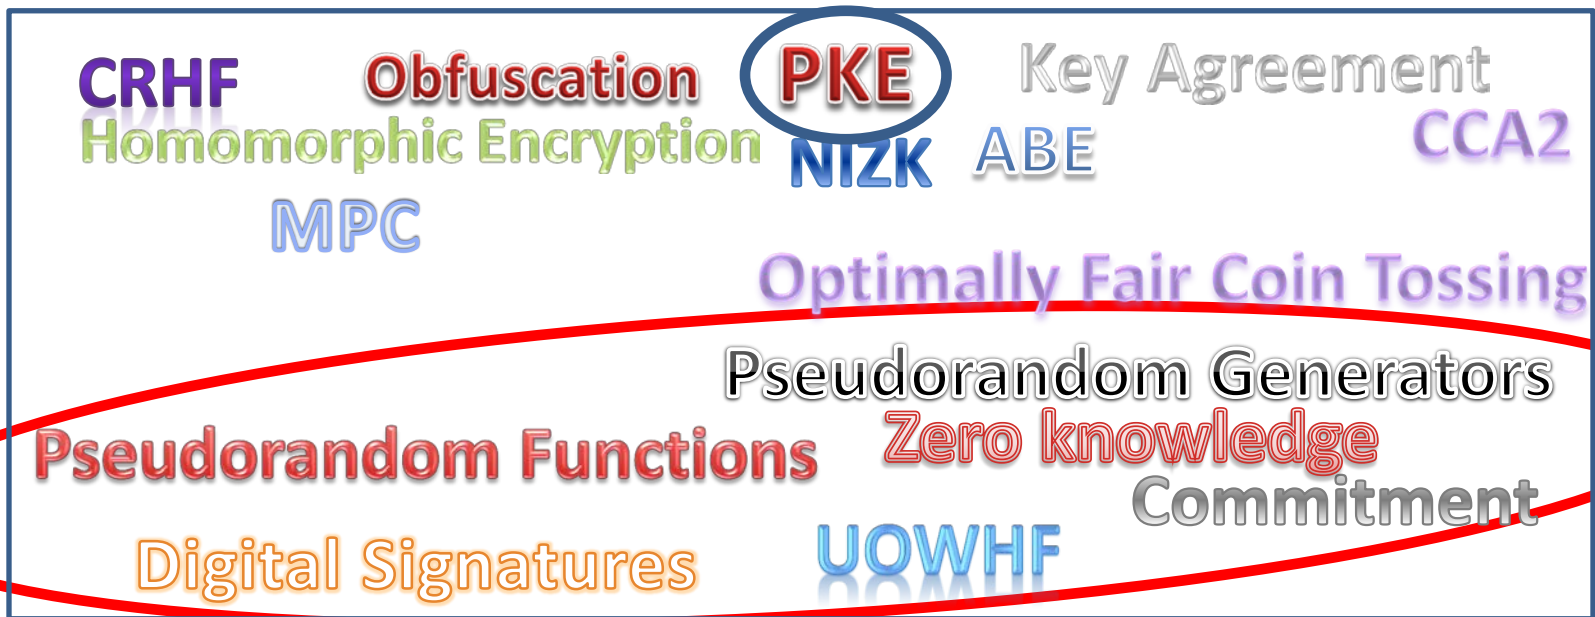 CRHF
Obfuscation
PKE
Key Agreement
Homomorphic Encryption
NIZK
ABE
CCA2
MPC
Optimally Fair Coin Tossing
Pseudorandom Generators
Pseudorandom Functions
Zero knowledge
Commitment
Digital Signatures
UOWHF